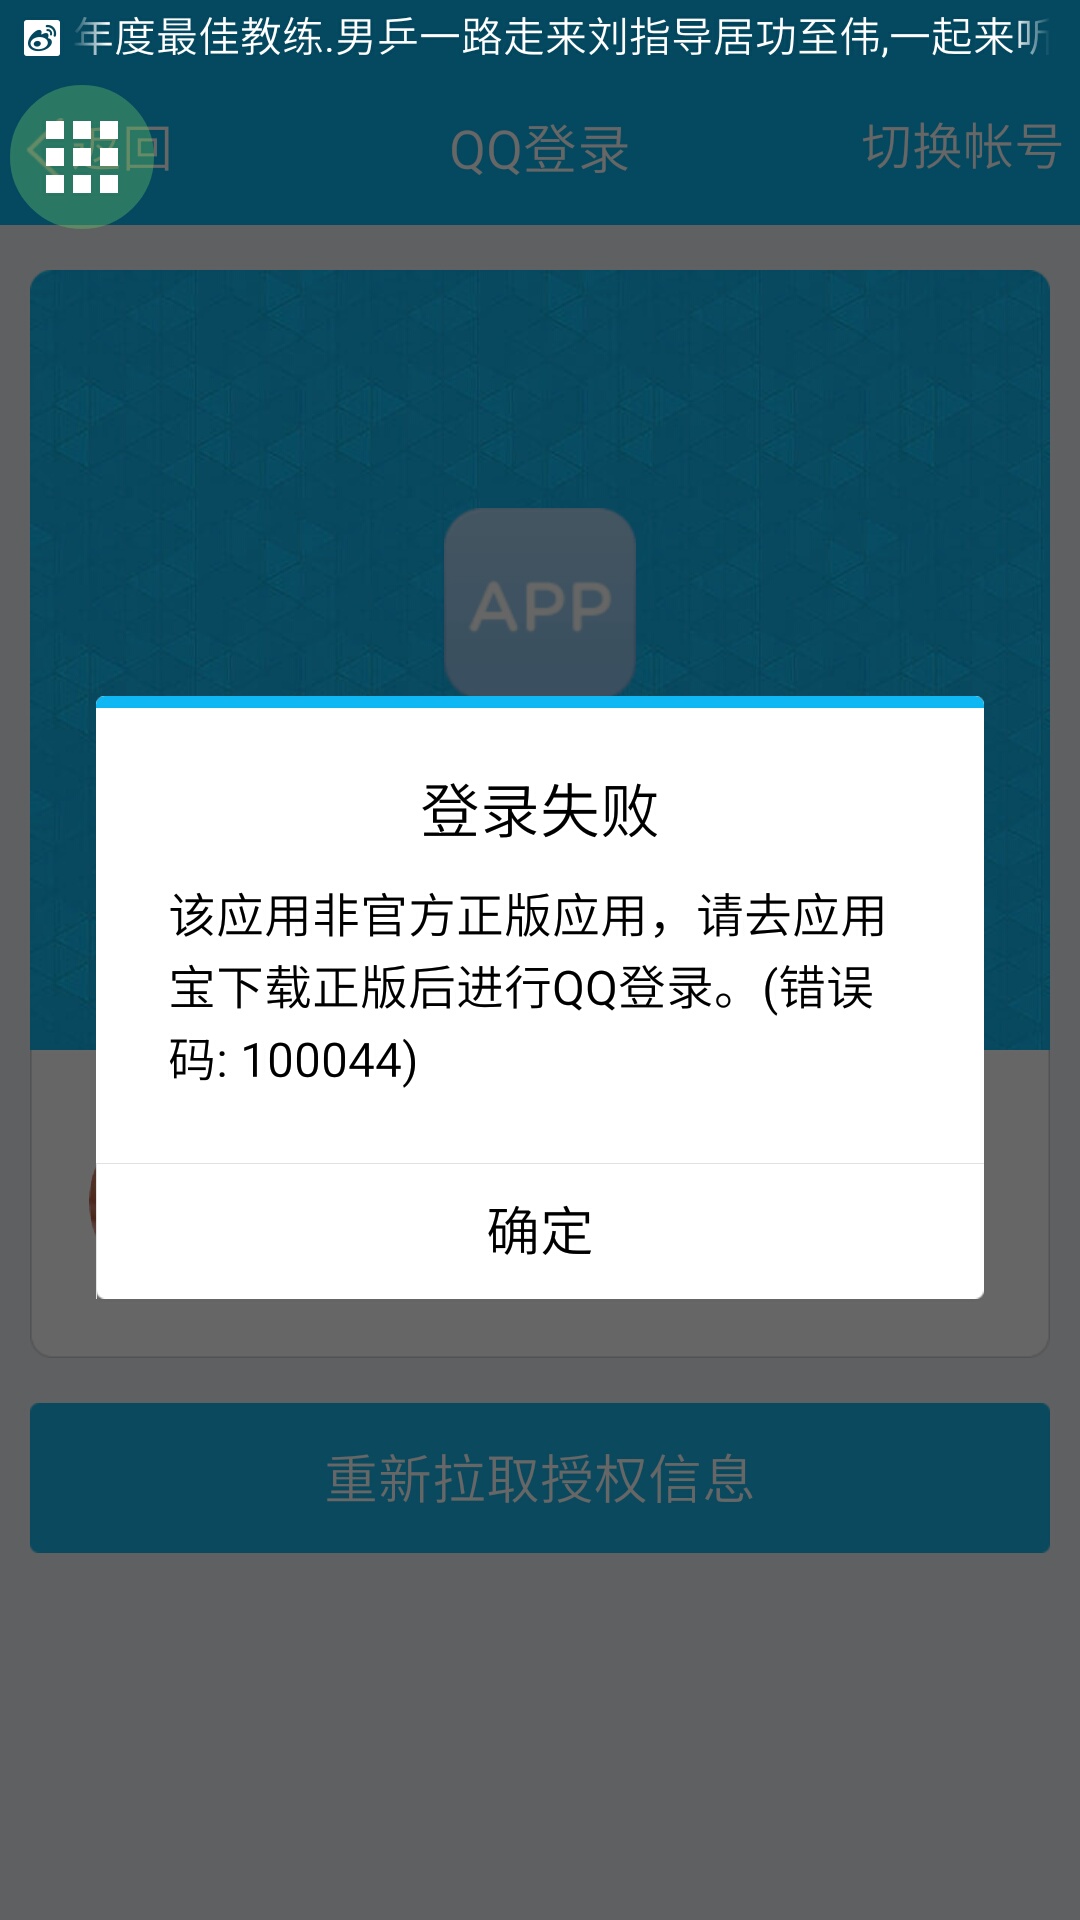 年度最佳教练.男乒一路走来刘指导居功至伟,一起来听
返回
QQ登录
切换帐号
APP
登录失败
该应用非官方正版应用，请去应用
宝下载正版后进行QQ登录。(错误
码: 100044)
确定
重新拉取授权信息